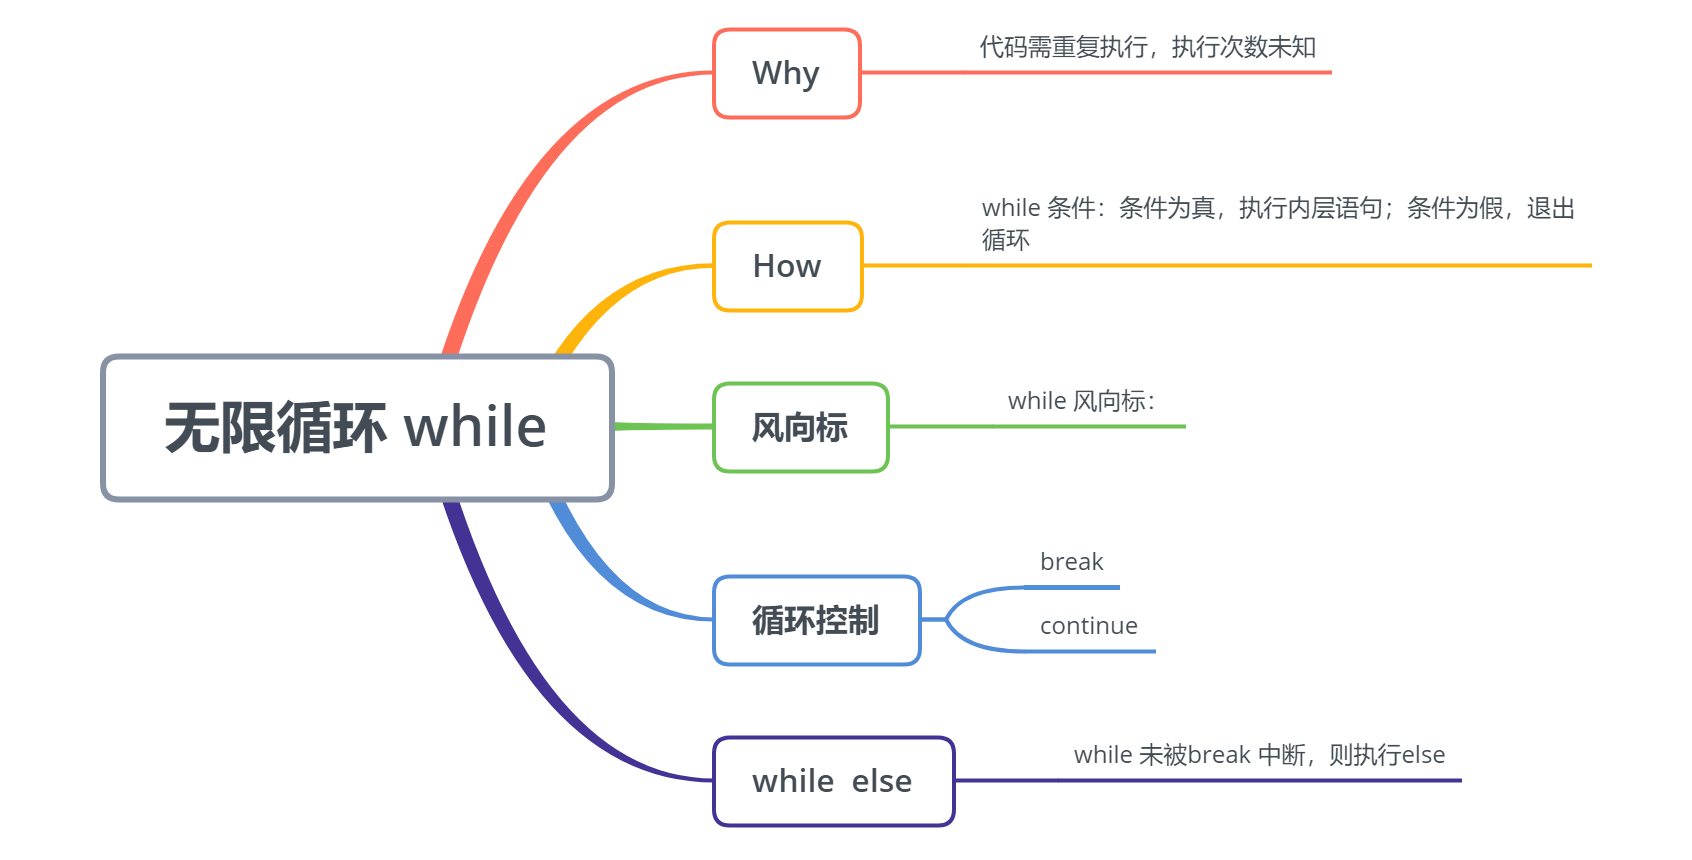 无限循环 while
Why
代码需重复执行，执行次数未知
How
while 条件：条件为真，执行内层语句；条件为假，退出
循环
风向标
while 风向标：
循环控制
break
continue
while  else
while 未被break 中断，则执行else